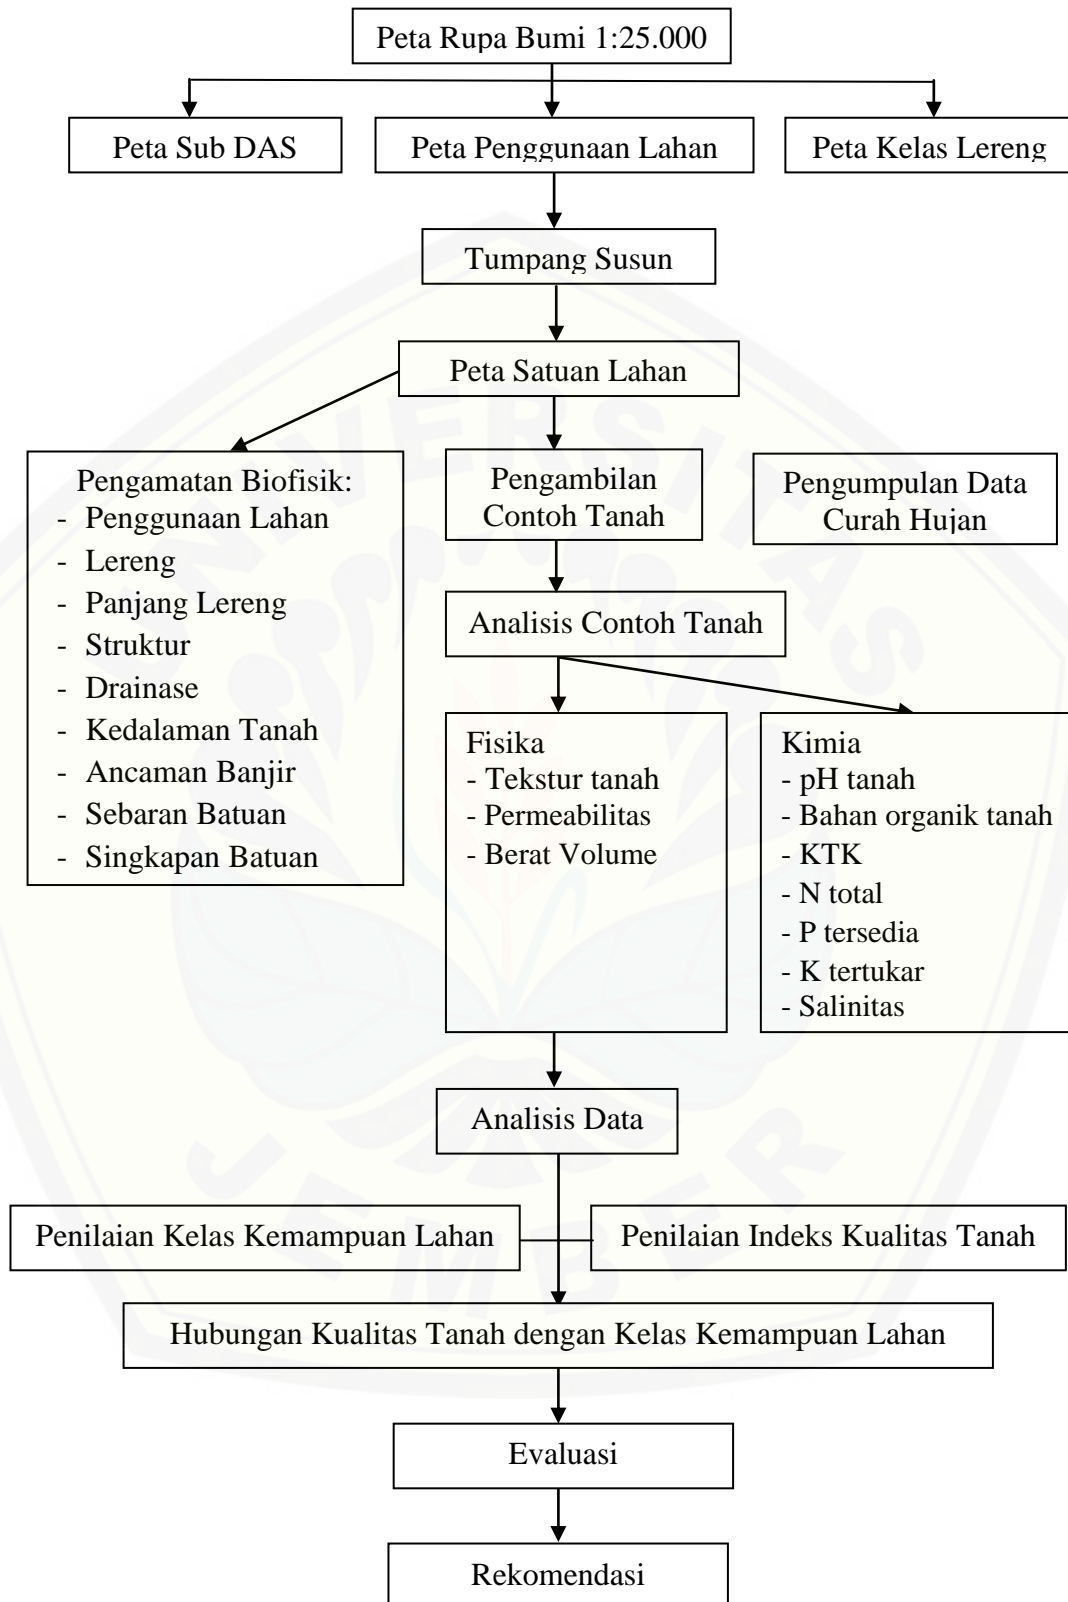 Peta Rupa Bumi 1:25.000
Peta Sub DAS
Peta Penggunaan Lahan
Peta Kelas Lereng
Tumpang Susun
Peta Satuan Lahan
Pengamatan Biofisik:
- Penggunaan Lahan
- Lereng
- Panjang Lereng
- Struktur
- Drainase
- Kedalaman Tanah
- Ancaman Banjir
- Sebaran Batuan
- Singkapan Batuan
Pengambilan
Contoh Tanah
Pengumpulan Data
Curah Hujan
Analisis Contoh Tanah
Fisika
- Tekstur tanah
- Permeabilitas
- Berat Volume
Kimia
- pH tanah
- Bahan organik tanah
- KTK
- N total
- P tersedia
- K tertukar
- Salinitas
Analisis Data
Penilaian Kelas Kemampuan Lahan
Penilaian Indeks Kualitas Tanah
Hubungan Kualitas Tanah dengan Kelas Kemampuan Lahan
Evaluasi
Rekomendasi
UNIVERSITAS
JEMBER